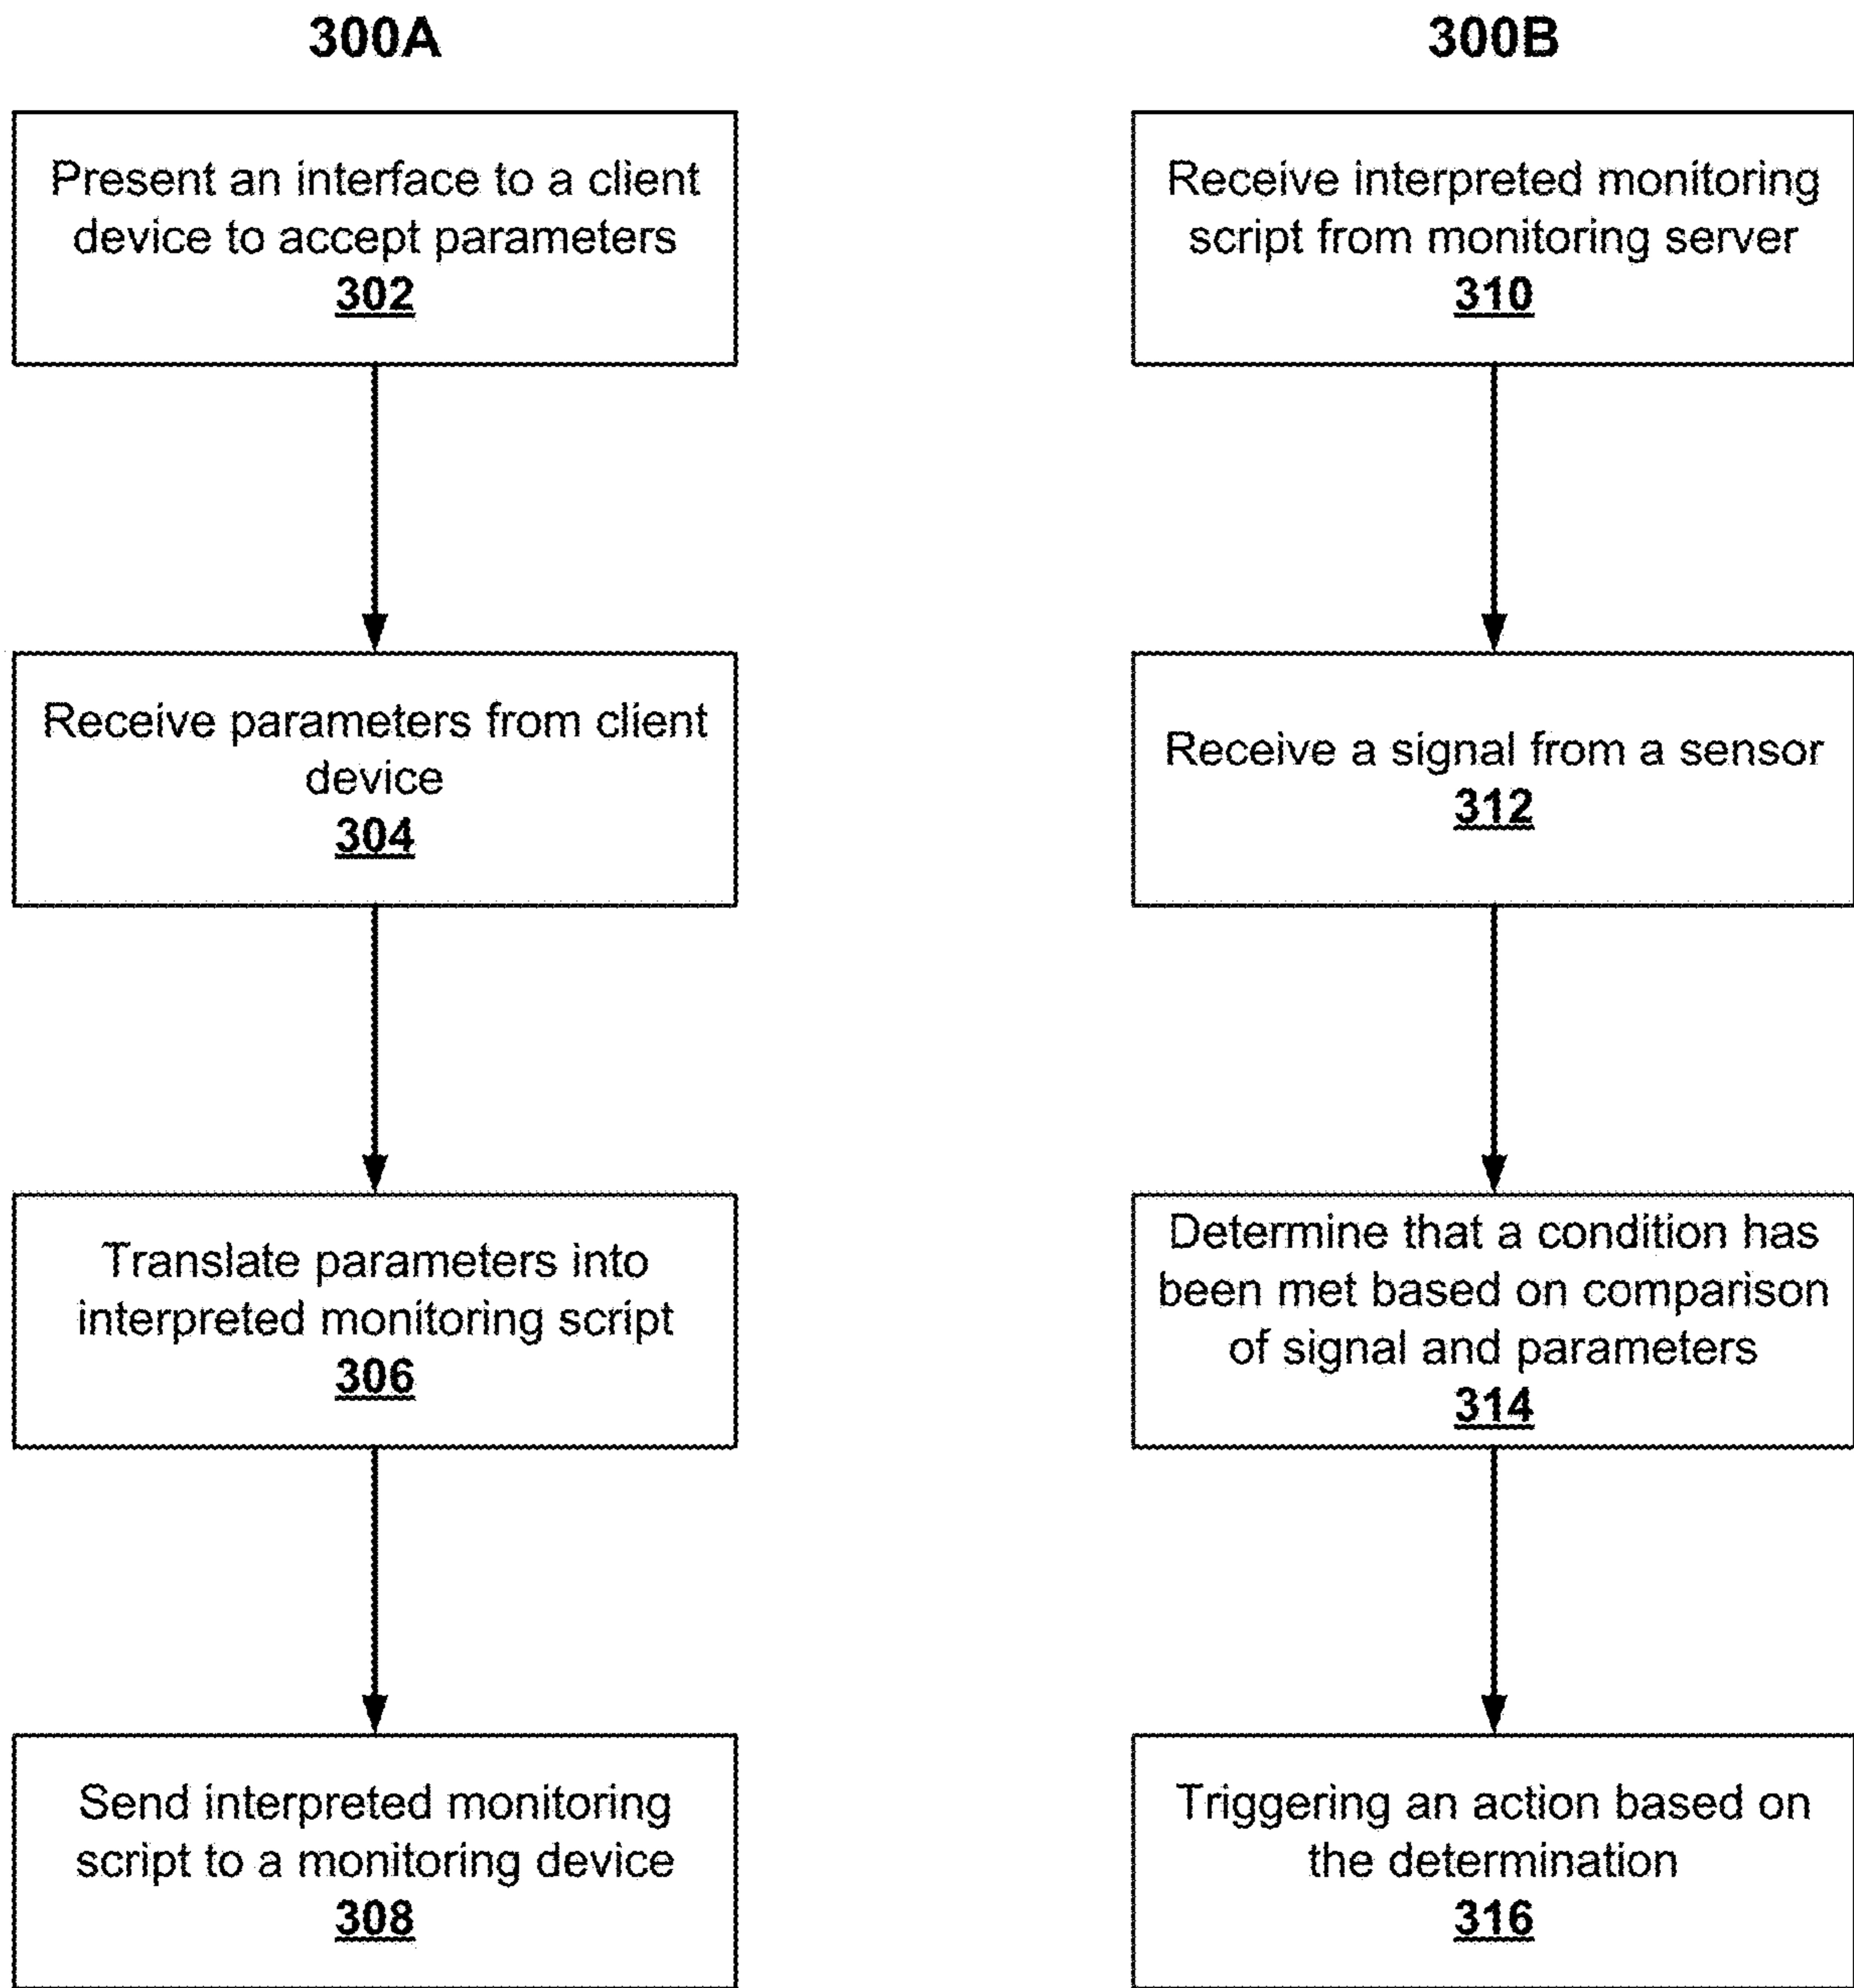 300A
Present an interface to a client
device to accept parameters
302
Receive parameters from client
device
304
Translate parameters into
interpreted monitoring script
306
Send interpreted monitoring
script to a monitoring device
308
300B
Receive interpreted monitoring
script from monitoring server
310
Receive a signal from a sensor
312
Determine that a condition has
been met based on comparison
of signal and parameters
314
Triggering an action based on
the determination
316